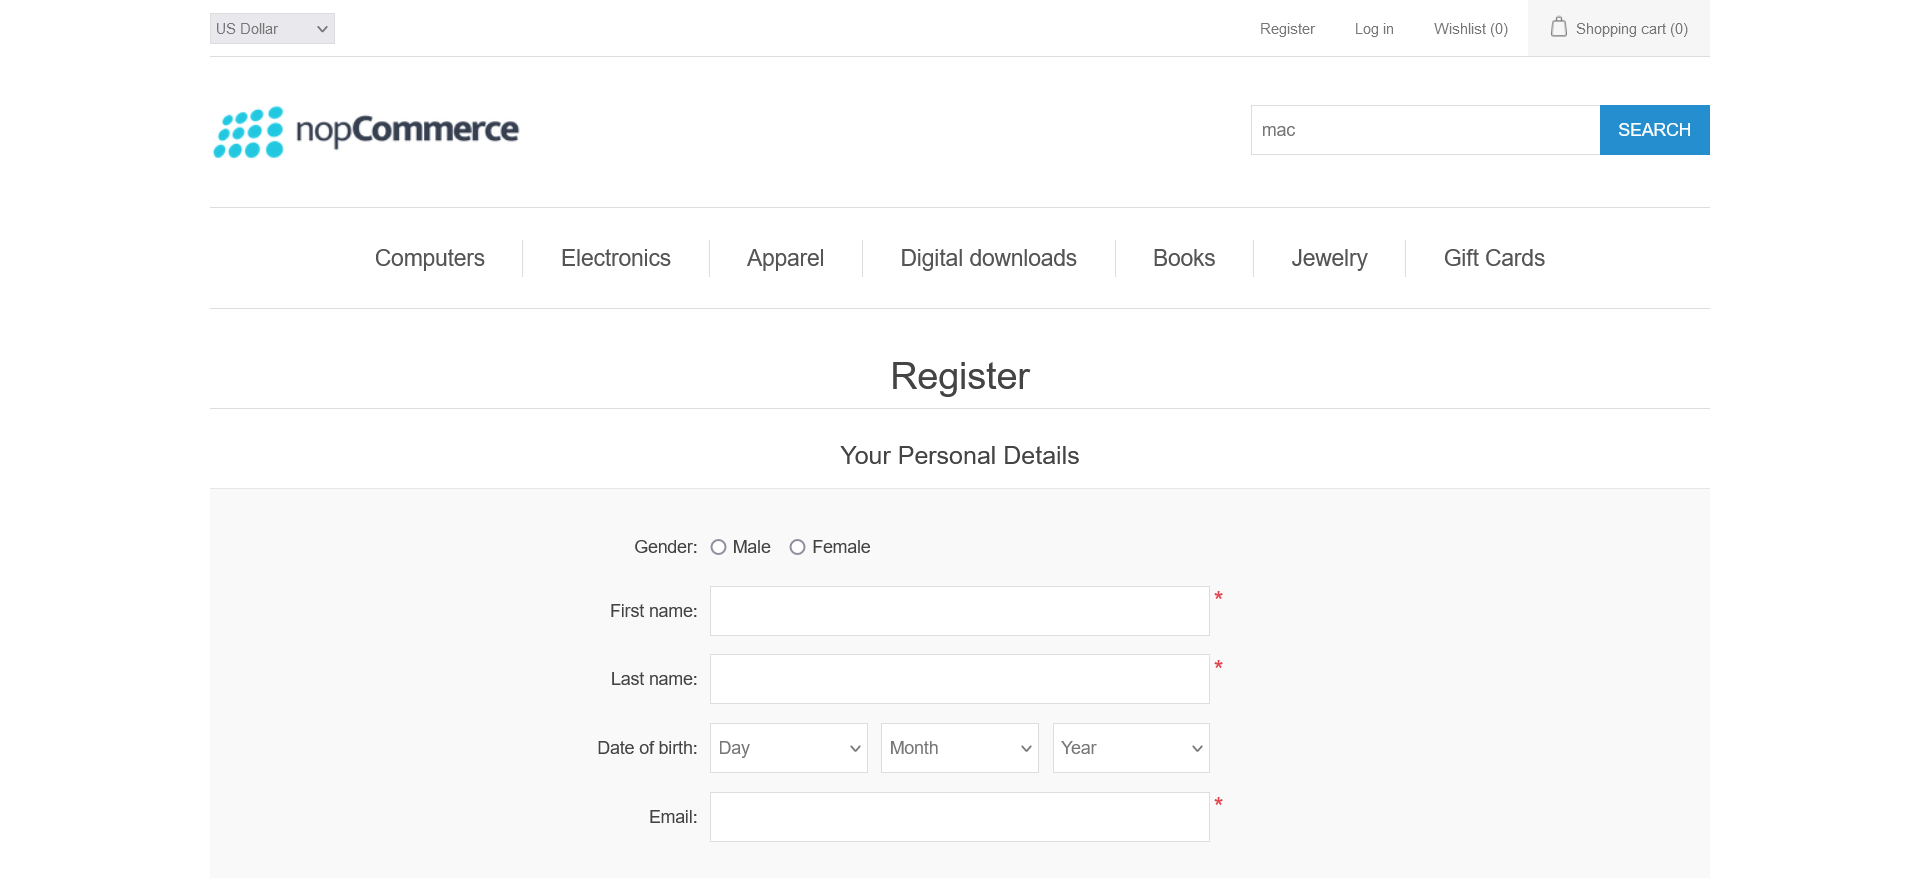 US Dollar
Register
Log in
Wishlist (0)
Shopping cart (0)
nopCommerce
mac
SEARCH
Computers
Electronics
Apparel
Digital downloads
Books
Jewelry
Gift Cards
Register
Your Personal Details
Gender: Male Female
First name: *
Last name: *
Date of birth: Day Month Year
Email: *